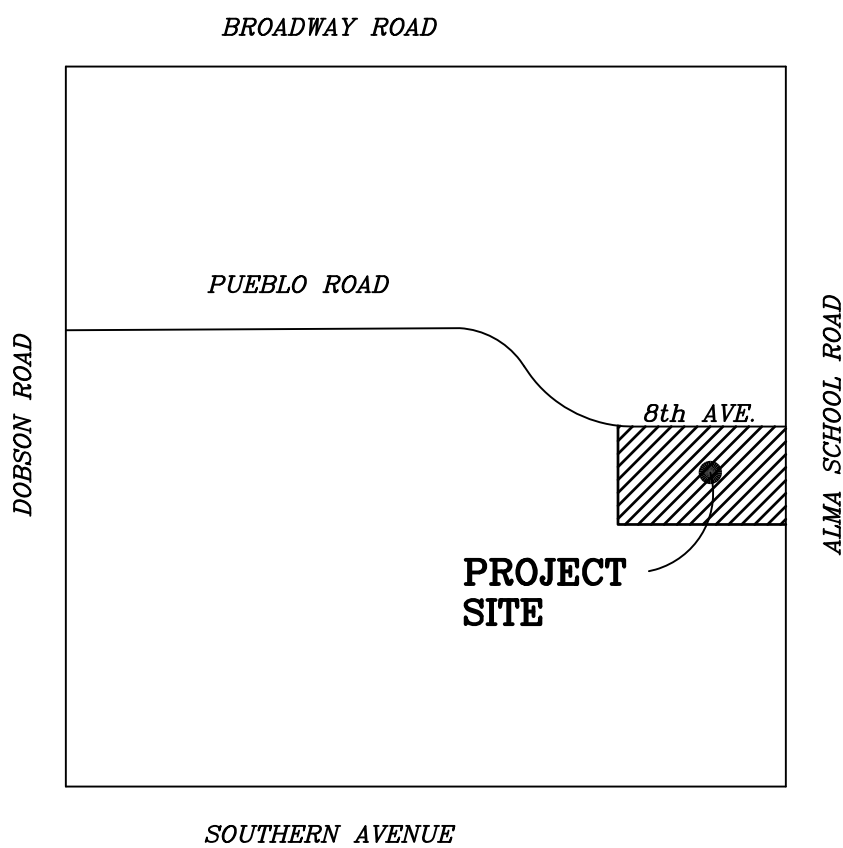 BROADWAY ROAD
PUEBLO ROAD
DOBSON ROAD
ALMA SCHOOL ROAD
8th AVE.
PROJECT
SITE
SOUTHERN AVENUE